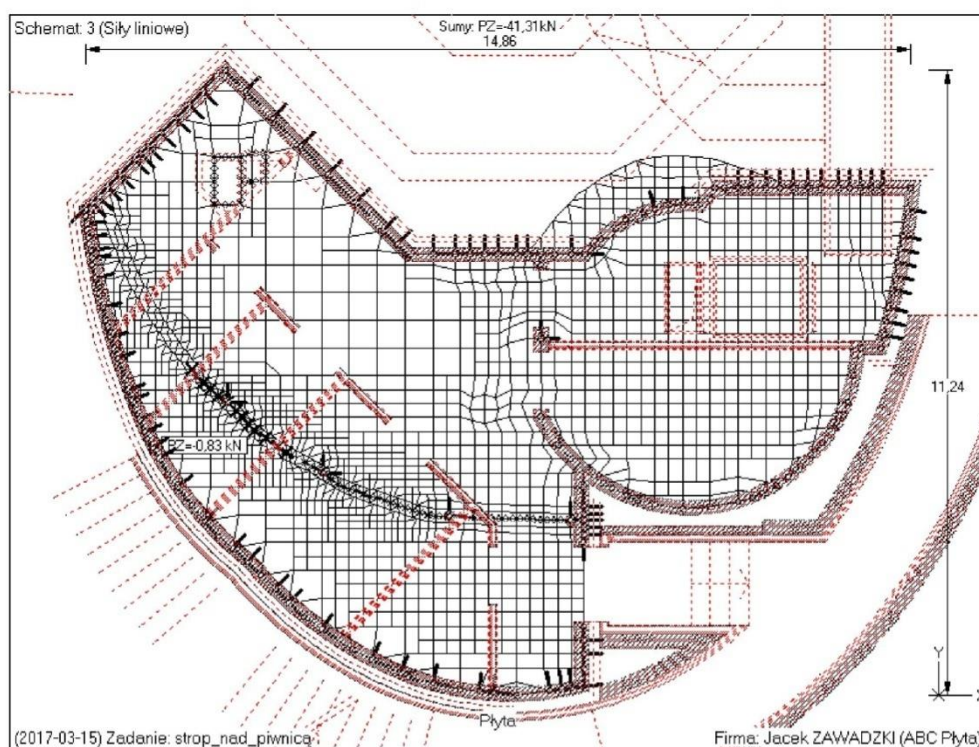 Schemat: 3 (Siły liniowe)
Sumy: PZ=-41,31kN
14,86
11,24
PZ=-0,83 kN
Y
X
Płyta
(2017-03-15) Zadanie: strop_nad_piwnicą
Firma: Jacek ZAWADZKI (ABC Płyta